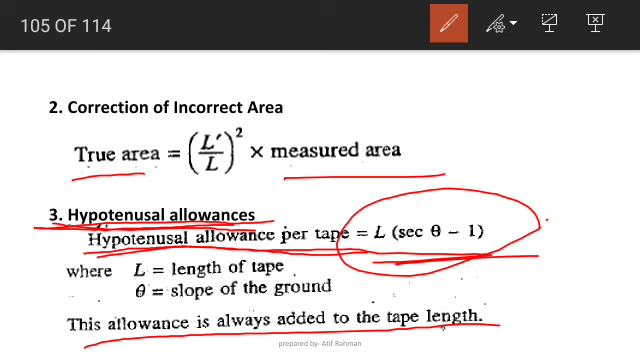 105 OF 114
2. Correction of Incorrect Area
True area = (L′/L)² × measured area
3. Hypotenusal allowances
Hypotenusal allowance per tape = L (sec θ − 1)
where L = length of tape
θ = slope of the ground
This allowance is always added to the tape length.
prepared by- Atif Rahman